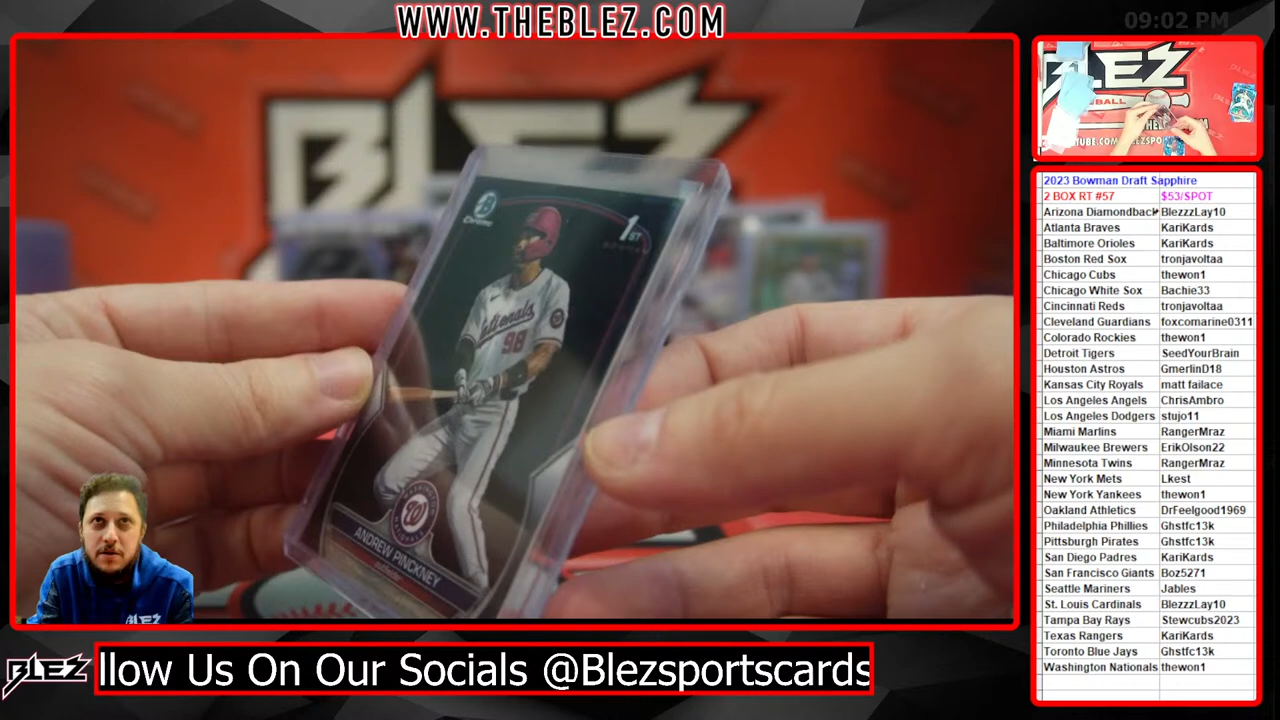 WWW.THEBLEZ.COM
09:02 PM
BLEZ
Chrome
1ST
Nationals
98
W
ANDREW PINCKNEY
BLEZ
BLEZ
2023 Bowman Draft Sapphire
2 BOX RT #57 $53/SPOT
Arizona Diamondback BlezzzLay10
Atlanta Braves KariKards
Baltimore Orioles KariKards
Boston Red Sox tronjavoltaa
Chicago Cubs thewon1
Chicago White Sox Bachie33
Cincinnati Reds tronjavoltaa
Cleveland Guardians foxcomarine0311
Colorado Rockies thewon1
Detroit Tigers SeedYourBrain
Houston Astros GmerlinD18
Kansas City Royals matt failace
Los Angeles Angels ChrisAmbro
Los Angeles Dodgers stujo11
Miami Marlins RangerMraz
Milwaukee Brewers ErikOlson22
Minnesota Twins RangerMraz
New York Mets Lkest
New York Yankees thewon1
Oakland Athletics DrFeelgood1969
Philadelphia Phillies Ghstfc13k
Pittsburgh Pirates Ghstfc13k
San Diego Padres KariKards
San Francisco Giants Boz5271
Seattle Mariners Jables
St. Louis Cardinals BlezzzLay10
Tampa Bay Rays Stewcubs2023
Texas Rangers KariKards
Toronto Blue Jays Ghstfc13k
Washington Nationals thewon1
BLEZ
llow Us On Our Socials @Blezsportscards